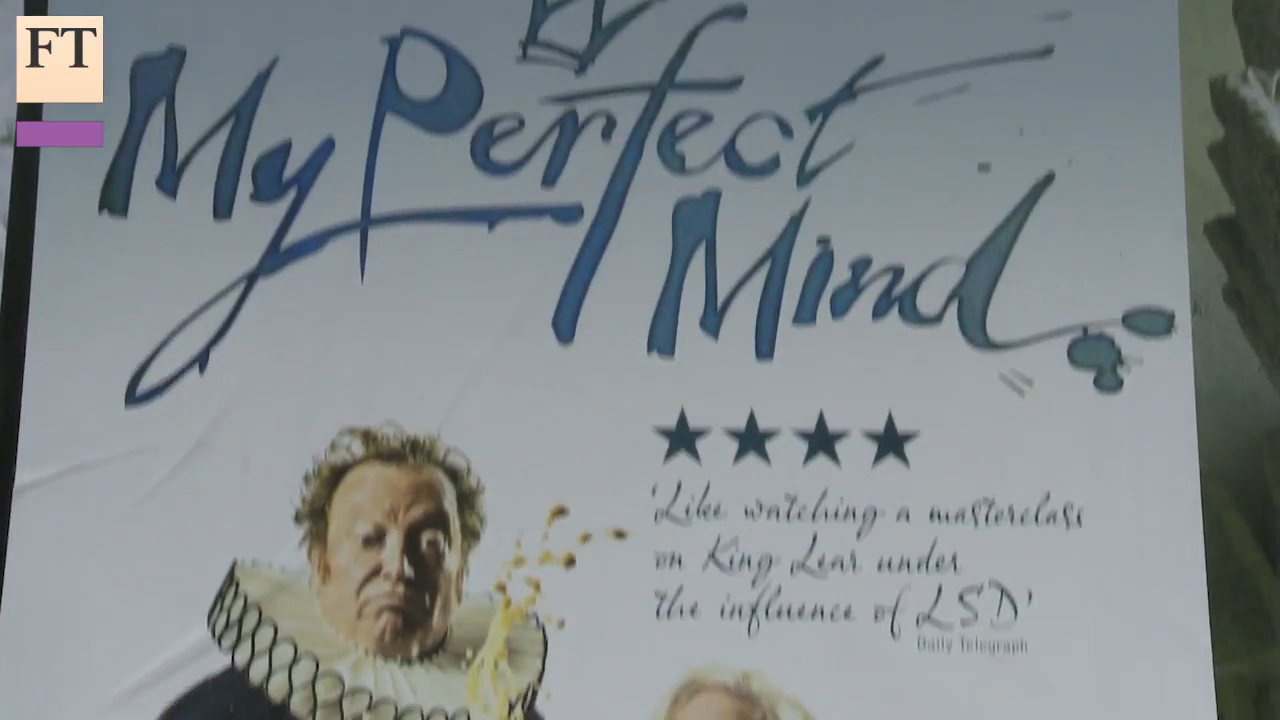 FT
My Perfect
Mind
'Like watching a masterclass
on King Lear under
the influence of LSD'
Daily Telegraph